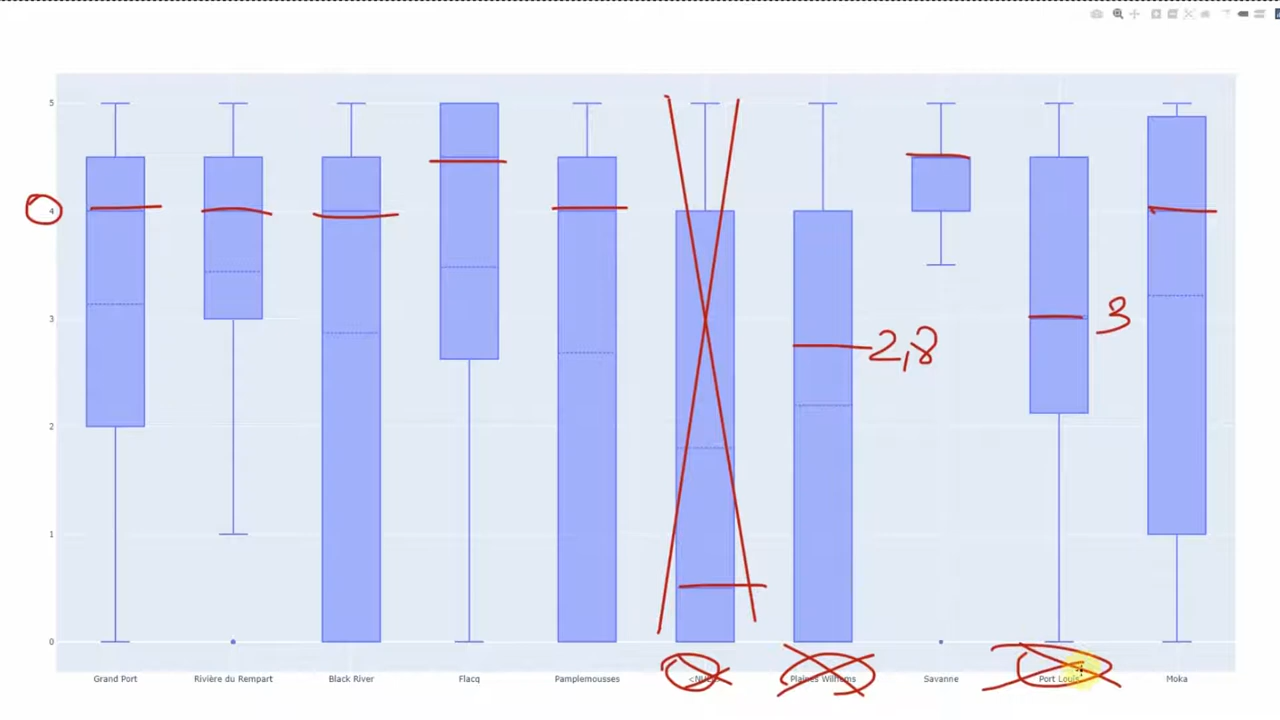 5
4
3
2
1
0
2,8
3
Grand Port
Rivière du Rempart
Black River
Flacq
Pamplemousses
Plaines Wilhems
Savanne
Port Louis
Moka